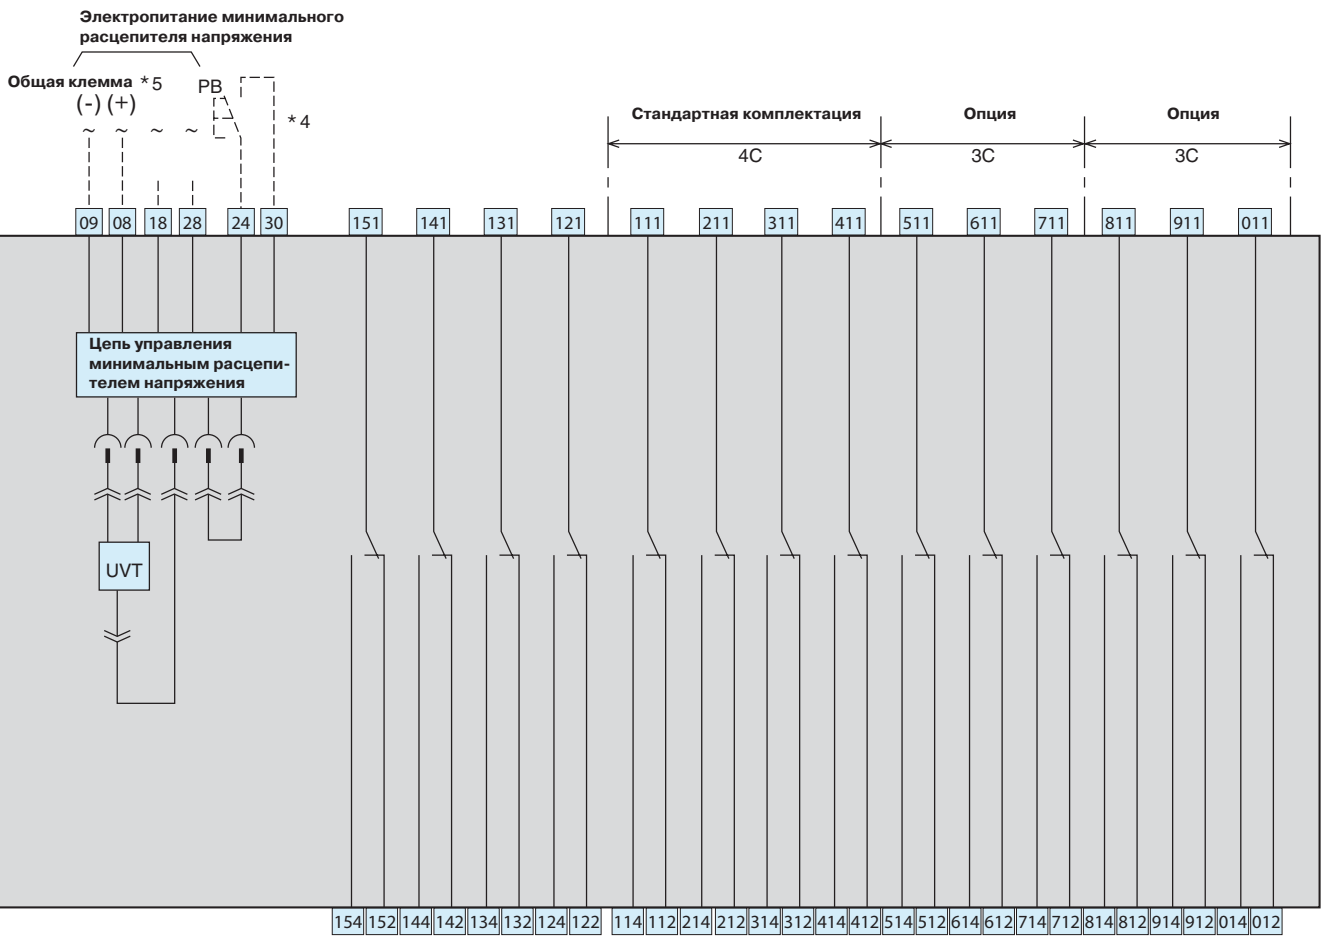 Электропитание минимального
расцепителя напряжения
Общая клемма *5
(-) (+)
PB
*4
~ ~ ~ ~
Стандартная комплектация
Опция
Опция
4C
3C
3C
09 08 18 28 24 30 151 141 131 121 111 211 311 411 511 611 711 811 911 011
Цепь управления
минимальным расцепи-
телем напряжения
UVT
154 152 144 142 134 132 124 122 114 112 214 212 314 312 414 412 514 512 614 612 714 712 814 812 914 912 014 012